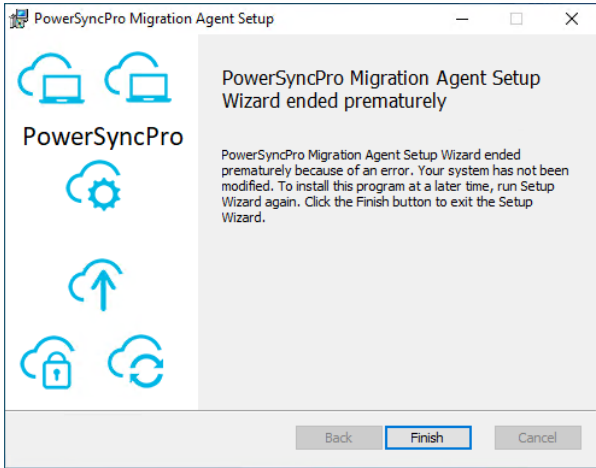 PowerSyncPro Migration Agent Setup
PowerSyncPro Migration Agent Setup
Wizard ended prematurely
PowerSyncPro
PowerSyncPro Migration Agent Setup Wizard ended
prematurely because of an error. Your system has not been
modified. To install this program at a later time, run Setup
Wizard again. Click the Finish button to exit the Setup
Wizard.
Back
Finish
Cancel